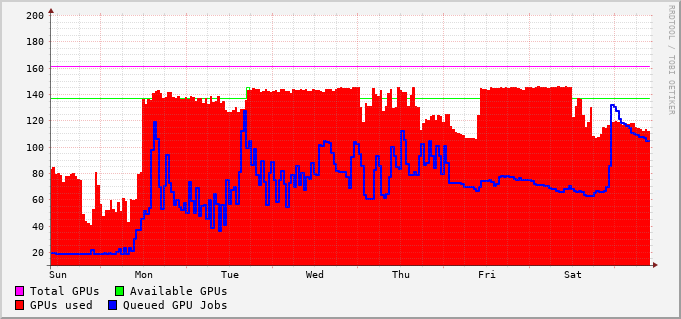 200
180
160
140
120
100
80
60
40
20
Sun Mon Tue Wed Thu Fri Sat
Total GPUs Available GPUs
GPUs used Queued GPU Jobs
RRDTOOL / TOBI OETIKER